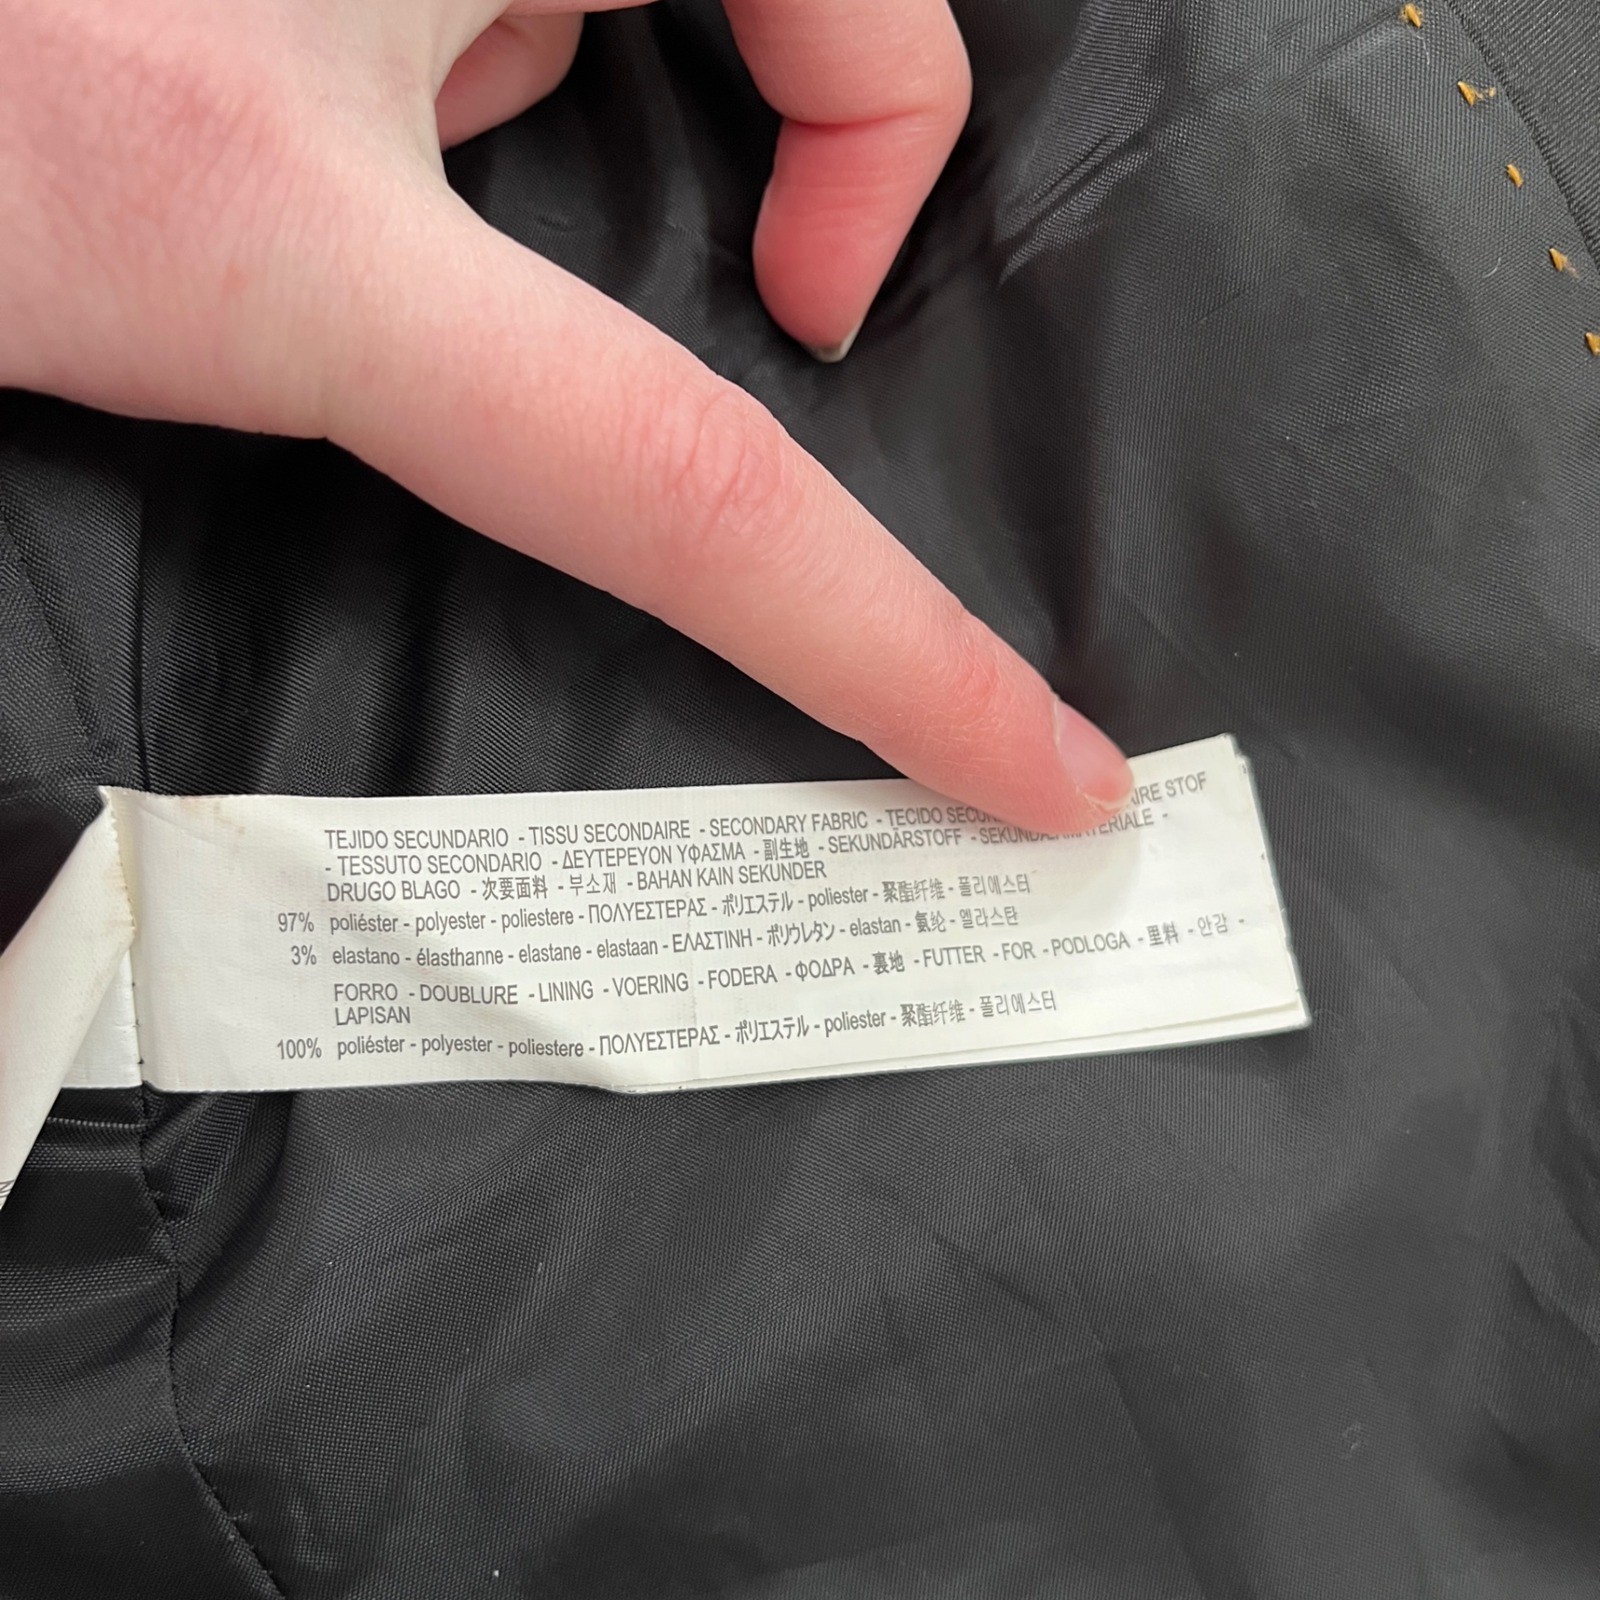 TEJIDO SECUNDARIO - TISSU SECONDAIRE - SECONDARY FABRIC - TECIDO STOF
- TESSUTO SECONDARIO - ΔΕΥΤΕΡΕΥΟΝ ΥΦΑΣΜΑ - 副生地 - SEKUNDÄRSTOFF -
DRUGO BLAGO - 次要面料 - 부소재 - BAHAN KAIN SEKUNDER
97% poliéster - polyester - poliestere - ΠΟΛΥΕΣΤΕΡΑΣ - ポリエステル - poliester - 聚酯纤维 - 폴리에스터
3% elastano - élasthanne - elastane - elastaan - ΕΛΑΣΤΙΝΗ - ポリウレタン - elastan - 氨纶 - 엘라스탄
FORRO - DOUBLURE - LINING - VOERING - FODERA - ΦΟΔΡΑ - 裏地 - FUTTER - FOR - PODLOGA - 里料 - 안감 -
LAPISAN
100% poliéster - polyester - poliestere - ΠΟΛΥΕΣΤΕΡΑΣ - ポリエステル - poliester - 聚酯纤维 - 폴리에스터